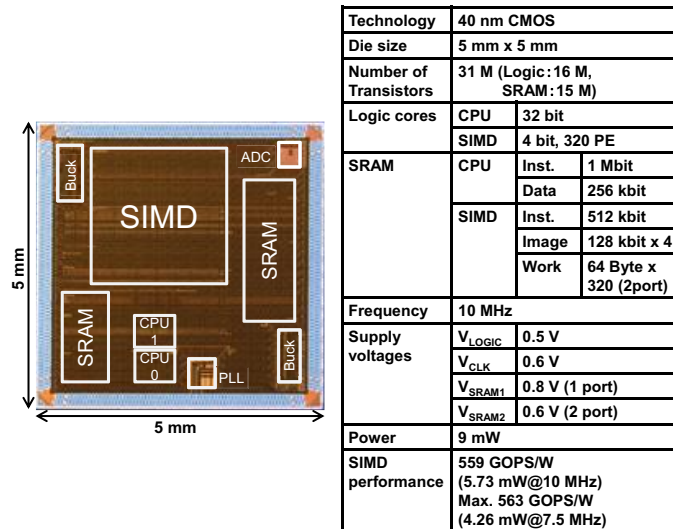 5 mm
Buck
SIMD
ADC
SRAM
SRAM
CPU
1
CPU
0
PLL
Buck
5 mm
Technology 40 nm CMOS
Die size 5 mm x 5 mm
Number of Transistors 31 M (Logic:16 M,
SRAM:15 M)
Logic cores CPU 32 bit
SIMD 4 bit, 320 PE
SRAM CPU Inst. 1 Mbit
Data 256 kbit
SIMD Inst. 512 kbit
Image 128 kbit x 4
Work 64 Byte x
320 (2port)
Frequency 10 MHz
Supply voltages V_LOGIC 0.5 V
V_CLK 0.6 V
V_SRAM1 0.8 V (1 port)
V_SRAM2 0.6 V (2 port)
Power 9 mW
SIMD performance 559 GOPS/W
(5.73 mW@10 MHz)
Max. 563 GOPS/W
(4.26 mW@7.5 MHz)